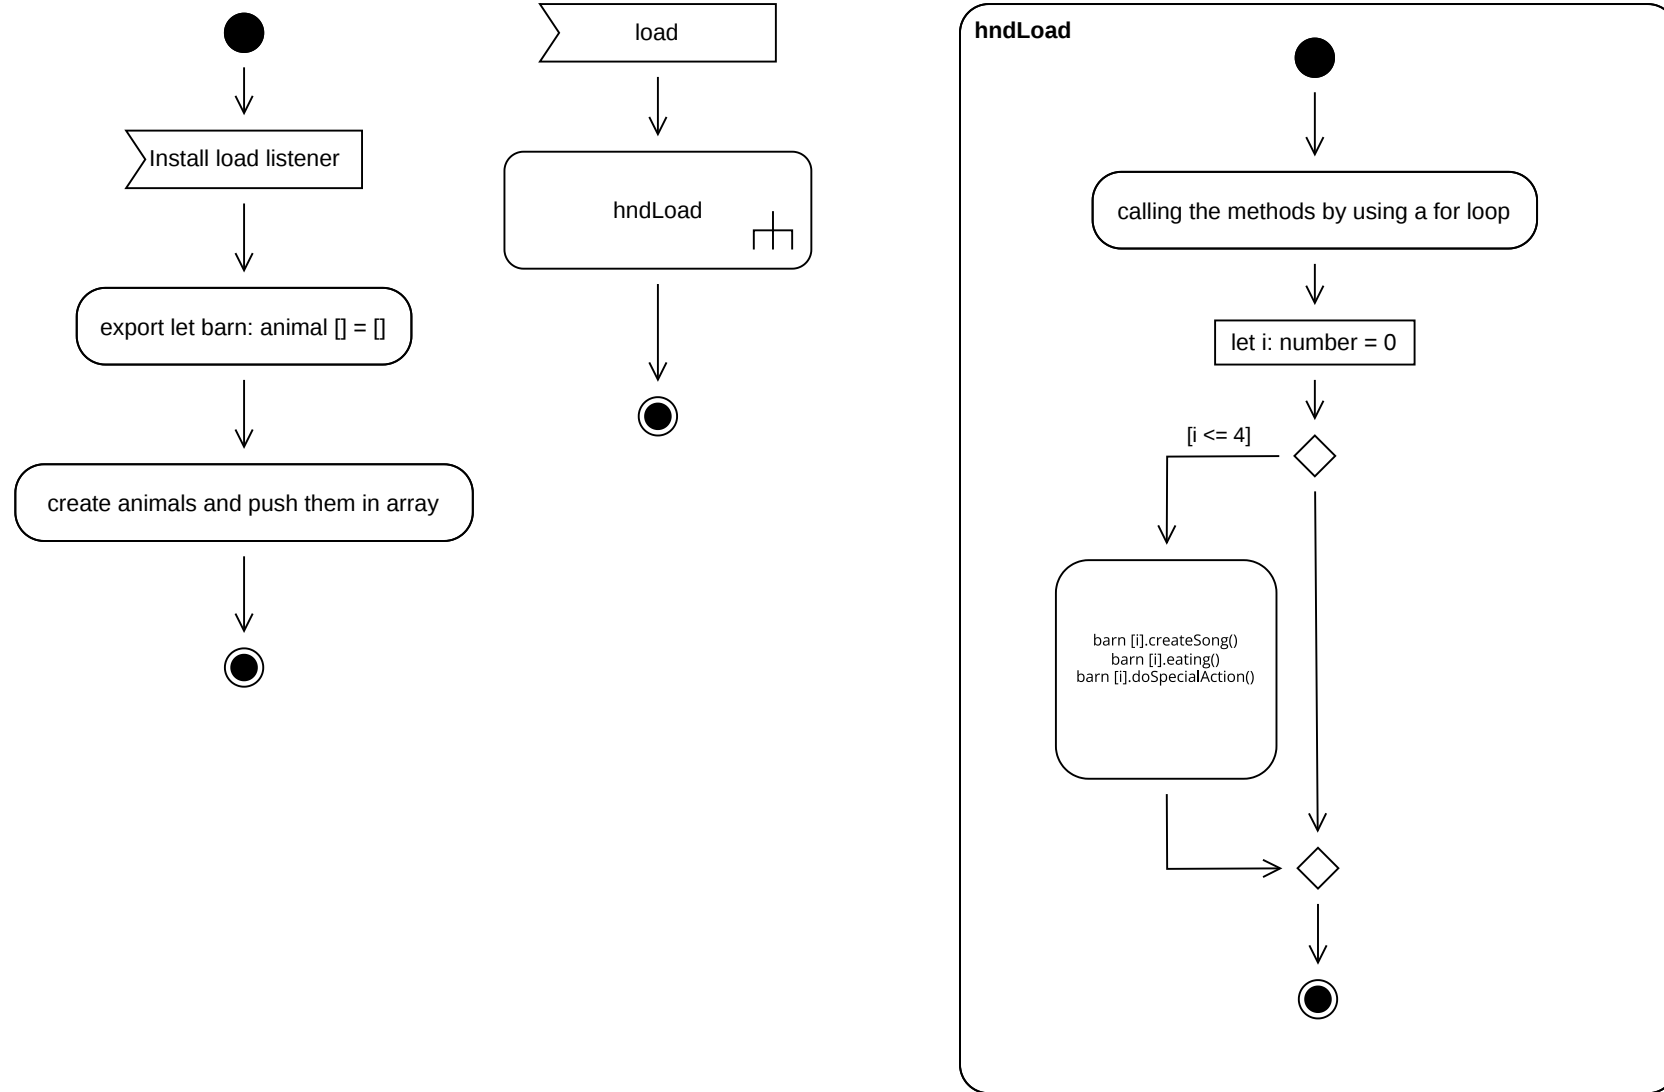 Install load listener
export let barn: animal [] = []
create animals and push them in array
load
hndLoad
hndLoad
calling the methods by using a for loop
let i: number = 0
[i <= 4]
barn [i].createSong()
barn [i].eating()
barn [i].doSpecialAction()